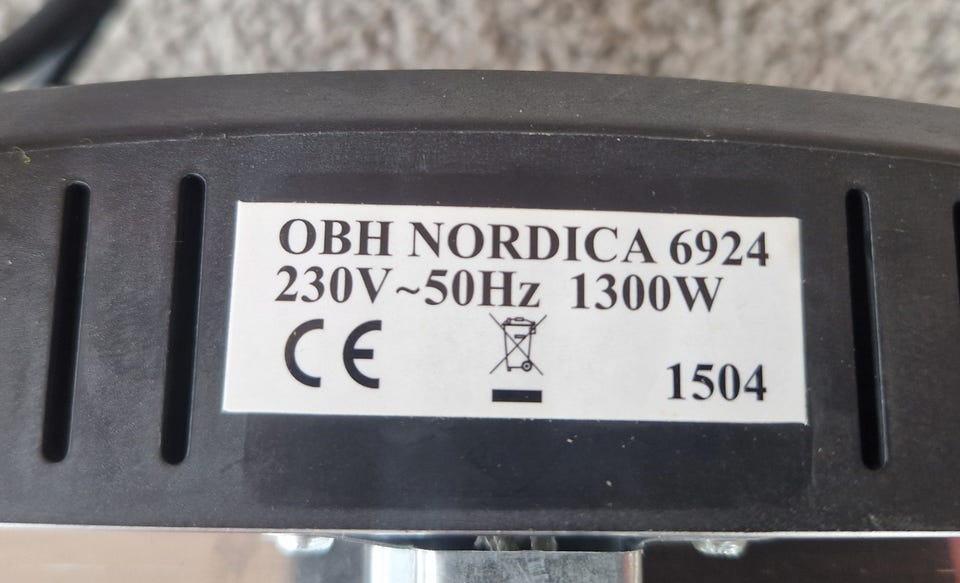 OBH NORDICA 6924
230V~50Hz 1300W
CE
1504